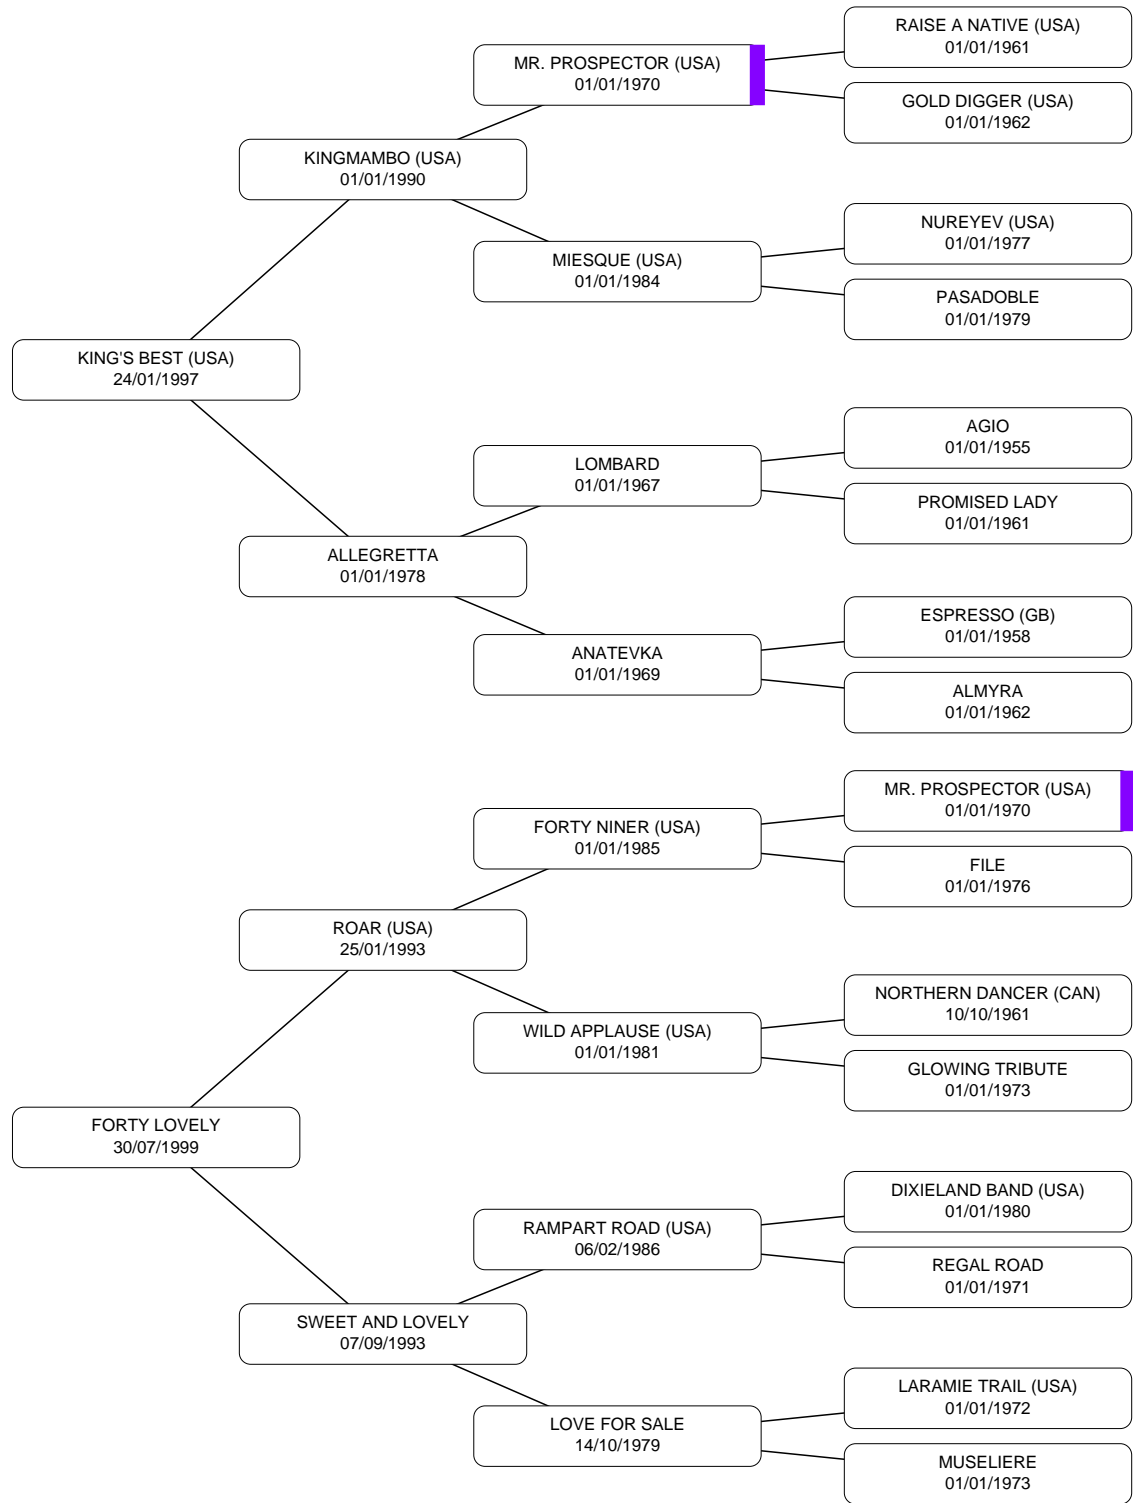 RAISE A NATIVE (USA)
01/01/1961
MR. PROSPECTOR (USA)
01/01/1970
GOLD DIGGER (USA)
01/01/1962
KINGMAMBO (USA)
01/01/1990
NUREYEV (USA)
01/01/1977
MIESQUE (USA)
01/01/1984
PASADOBLE
01/01/1979
KING'S BEST (USA)
24/01/1997
AGIO
01/01/1955
LOMBARD
01/01/1967
PROMISED LADY
01/01/1961
ALLEGRETTA
01/01/1978
ESPRESSO (GB)
01/01/1958
ANATEVKA
01/01/1969
ALMYRA
01/01/1962
MR. PROSPECTOR (USA)
01/01/1970
FORTY NINER (USA)
01/01/1985
FILE
01/01/1976
ROAR (USA)
25/01/1993
NORTHERN DANCER (CAN)
10/10/1961
WILD APPLAUSE (USA)
01/01/1981
GLOWING TRIBUTE
01/01/1973
FORTY LOVELY
30/07/1999
DIXIELAND BAND (USA)
01/01/1980
RAMPART ROAD (USA)
06/02/1986
REGAL ROAD
01/01/1971
SWEET AND LOVELY
07/09/1993
LARAMIE TRAIL (USA)
01/01/1972
LOVE FOR SALE
14/10/1979
MUSELIERE
01/01/1973